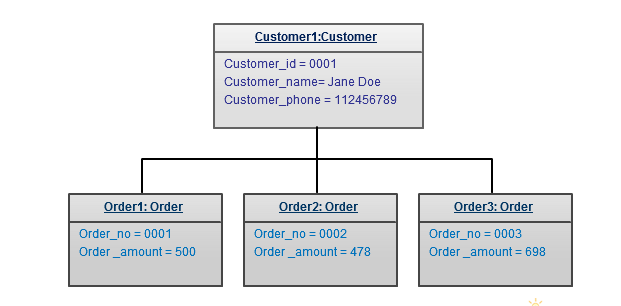 Customer1:Customer
Customer_id = 0001
Customer_name= Jane Doe
Customer_phone = 112456789
Order1: Order
Order_no = 0001
Order _amount = 500
Order2: Order
Order_no = 0002
Order _amount = 478
Order3: Order
Order_no = 0003
Order _amount = 698